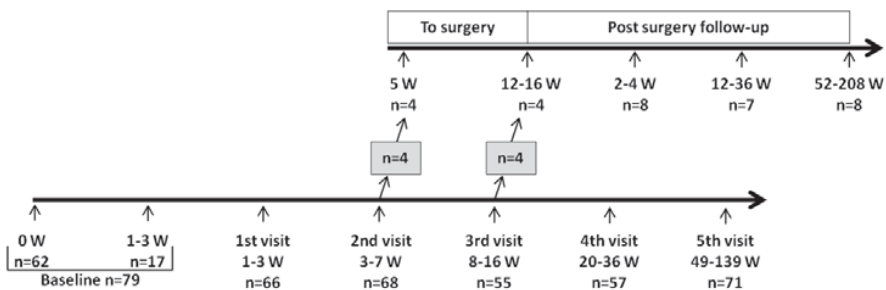 To surgery Post surgery follow-up
5 W 12-16 W 2-4 W 12-36 W 52-208 W
n=4 n=4 n=8 n=7 n=8
n=4 n=4
0 W 1-3 W 1st visit 2nd visit 3rd visit 4th visit 5th visit
n=62 n=17 1-3 W 3-7 W 8-16 W 20-36 W 49-139 W
Baseline n=79 n=66 n=68 n=55 n=57 n=71